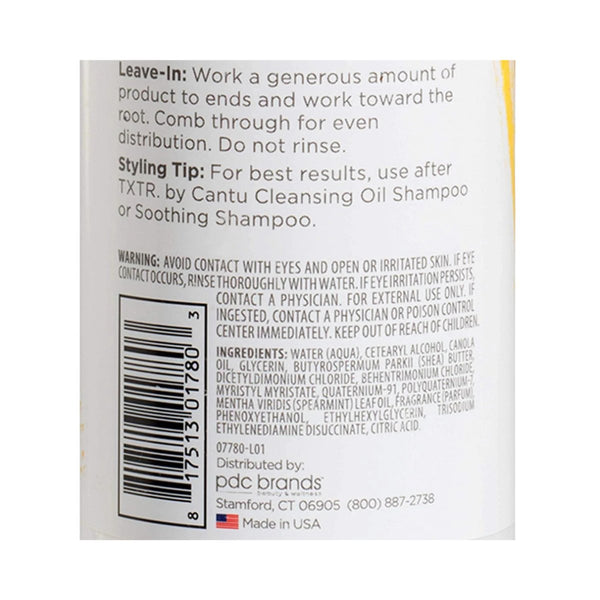 Leave-In: Work a generous amount of
product to ends and work toward the
root. Comb through for even
distribution. Do not rinse.
Styling Tip: For best results, use after
TXTR. by Cantu Cleansing Oil Shampoo
or Soothing Shampoo.
WARNING: AVOID CONTACT WITH EYES AND OPEN OR IRRITATED SKIN. IF EYE
CONTACT OCCURS, RINSE THOROUGHLY WITH WATER. IF EYE IRRITATION PERSISTS,
CONTACT A PHYSICIAN. FOR EXTERNAL USE ONLY. IF
INGESTED, CONTACT A PHYSICIAN OR POISON CONTROL
CENTER IMMEDIATELY. KEEP OUT OF REACH OF CHILDREN.
INGREDIENTS: WATER (AQUA), CETEARYL ALCOHOL, CANOLA
OIL, GLYCERIN, BUTYROSPERMUM PARKII (SHEA) BUTTER,
DICETYLDIMONIUM CHLORIDE, BEHENTRIMONIUM CHLORIDE,
MYRISTYL MYRISTATE, QUATERNIUM-91, POLYQUATERNIUM-7,
MENTHA VIRIDIS (SPEARMINT) LEAF OIL, FRAGRANCE (PARFUM),
PHENOXYETHANOL, ETHYLHEXYLGLYCERIN, TRISODIUM
ETHYLENEDIAMINE DISUCCINATE, CITRIC ACID.
8 17513 01780 3
07780-L01
Distributed by:
pdc brands
beauty & wellness
Stamford, CT 06905 (800) 887-2738
Made in USA